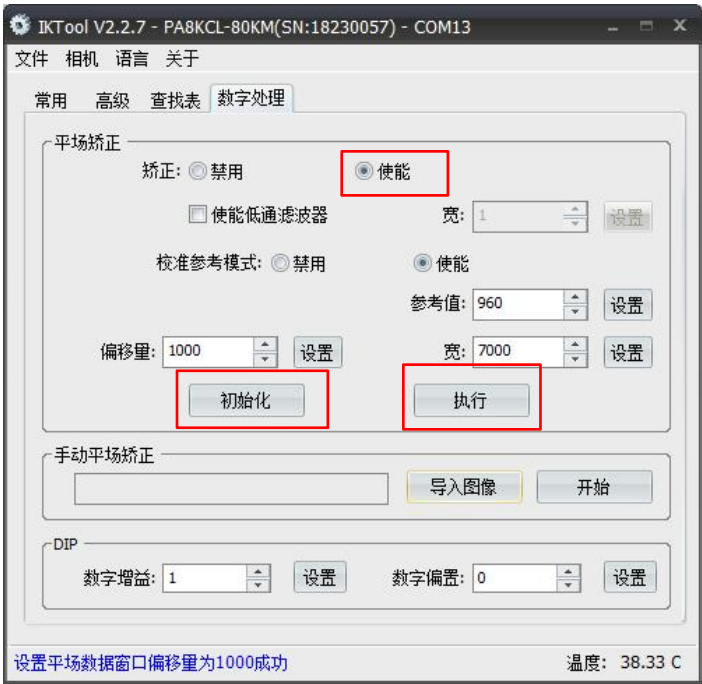 IKTool V2.2.7 - PA8KCL-80KM(SN:18230057) - COM13
文件 相机 语言 关于
常用 高级 查找表 数字处理
平场矫正
矫正: 禁用 使能
使能低通滤波器 宽: 1 设置
校准参考模式: 禁用 使能
参考值: 960 设置
偏移量: 1000 设置 宽: 7000 设置
初始化 执行
手动平场矫正
导入图像 开始
DIP
数字增益: 1 设置 数字偏置: 0 设置
设置平场数据窗口偏移量为1000成功 温度: 38.33 C